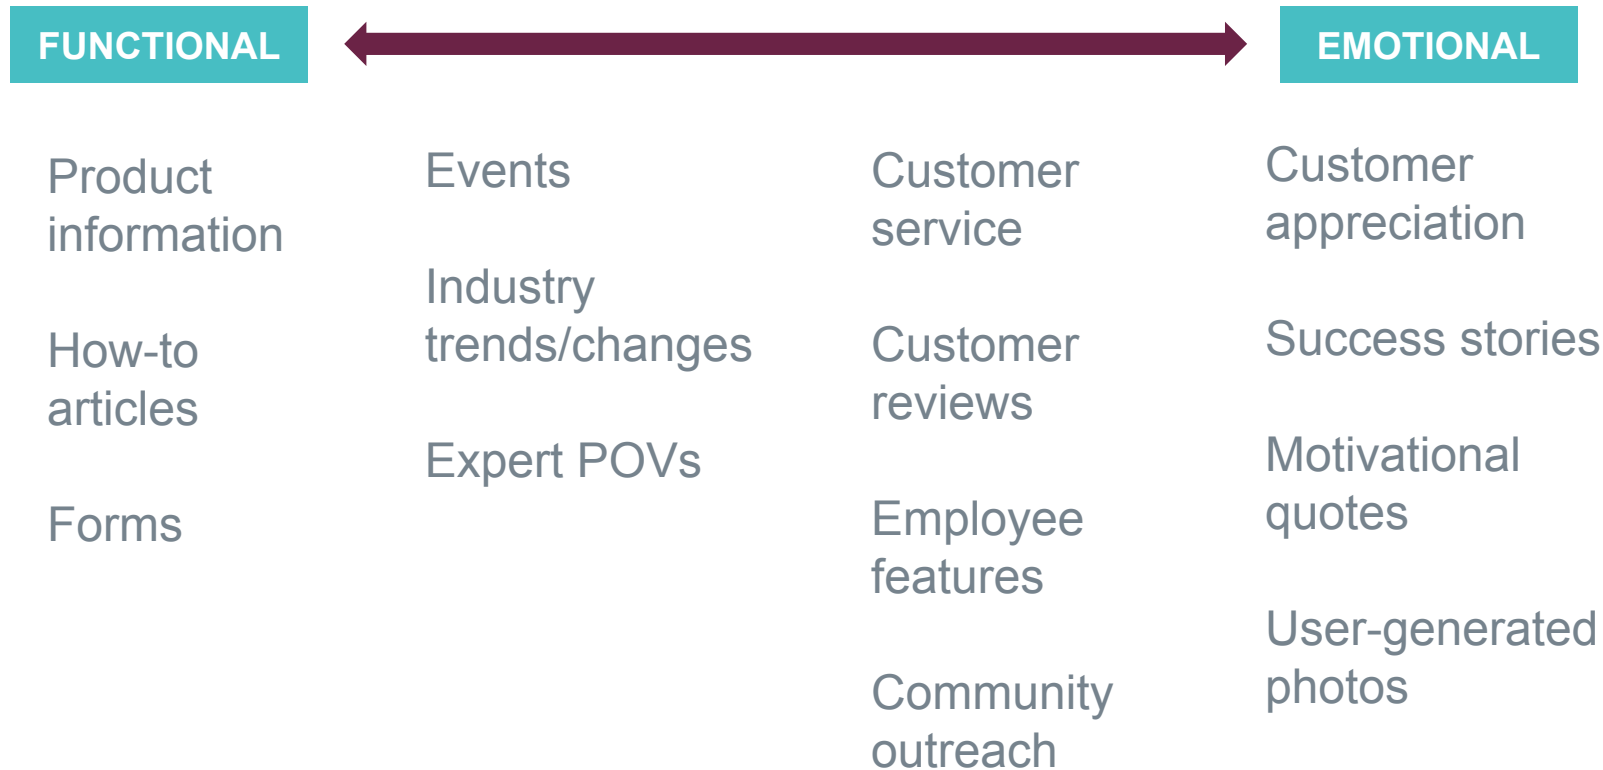 FUNCTIONAL
EMOTIONAL
Product
information
How-to
articles
Forms
Events
Industry
trends/changes
Expert POVs
Customer
service
Customer
reviews
Employee
features
Community
outreach
Customer
appreciation
Success stories
Motivational
quotes
User-generated
photos